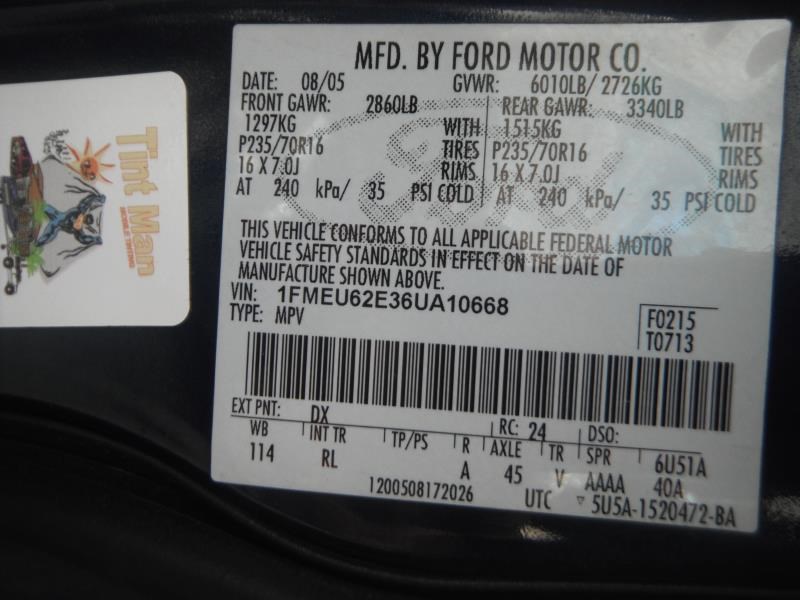 Tint Man
MOBILE TINTING
MFD. BY FORD MOTOR CO.
DATE: 08/05 GVWR: 6010LB/ 2726KG
FRONT GAWR: 2860LB REAR GAWR: 3340LB
1297KG WITH 1515KG WITH
P235/70R16 TIRES P235/70R16 TIRES
16 X 7.0J RIMS 16 X 7.0J RIMS
AT 240 kPa/ 35 PSI COLD AT 240 kPa/ 35 PSI COLD
Ford
THIS VEHICLE CONFORMS TO ALL APPLICABLE FEDERAL MOTOR
VEHICLE SAFETY STANDARDS IN EFFECT ON THE DATE OF
MANUFACTURE SHOWN ABOVE.
VIN: 1FMEU62E36UA10668
TYPE: MPV
F0215
T0713
EXT PNT: DX RC: 24 DSO:
WB INT TR TP/PS R AXLE TR SPR 6U51A
114 RL A 45 V AAAA 40A
1200508172026 UTC ▽ 5U5A-1520472-BA